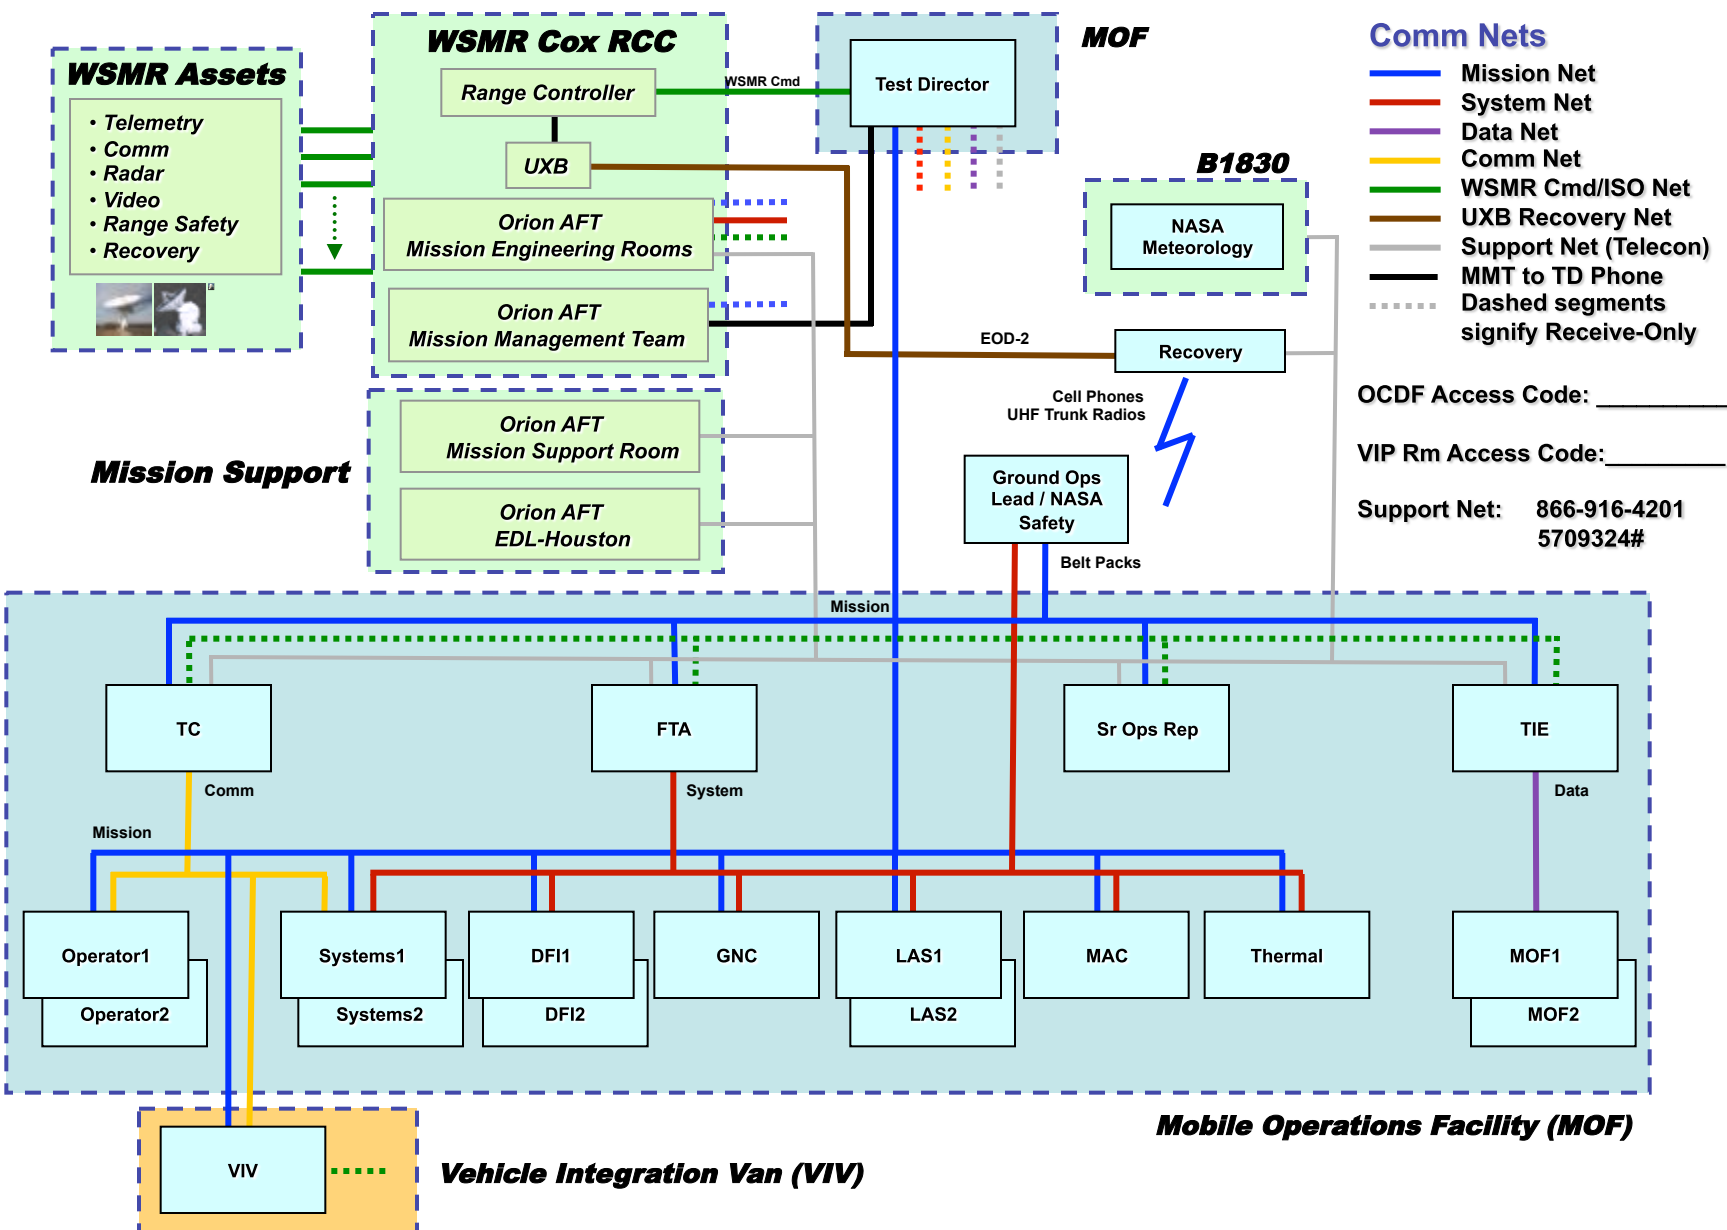 WSMR Assets
• Telemetry
• Comm
• Radar
• Video
• Range Safety
• Recovery
WSMR Cox RCC
Range Controller
UXB
Orion AFT
Mission Engineering Rooms
Orion AFT
Mission Management Team
WSMR Cmd
MOF
Test Director
B1830
NASA
Meteorology
EOD-2
Recovery
Cell Phones
UHF Trunk Radios
Ground Ops
Lead / NASA
Safety
Belt Packs
Comm Nets
Mission Net
System Net
Data Net
Comm Net
WSMR Cmd/ISO Net
UXB Recovery Net
Support Net (Telecon)
MMT to TD Phone
Dashed segments
signify Receive-Only
OCDF Access Code: __________
VIP Rm Access Code:_________
Support Net: 866-916-4201
5709324#
Mission Support
Orion AFT
Mission Support Room
Orion AFT
EDL-Houston
Mission
TC
FTA
Sr Ops Rep
TIE
Comm
System
Data
Mission
Operator1
Operator2
Systems1
Systems2
DFI1
DFI2
GNC
LAS1
LAS2
MAC
Thermal
MOF1
MOF2
Mobile Operations Facility (MOF)
VIV
Vehicle Integration Van (VIV)